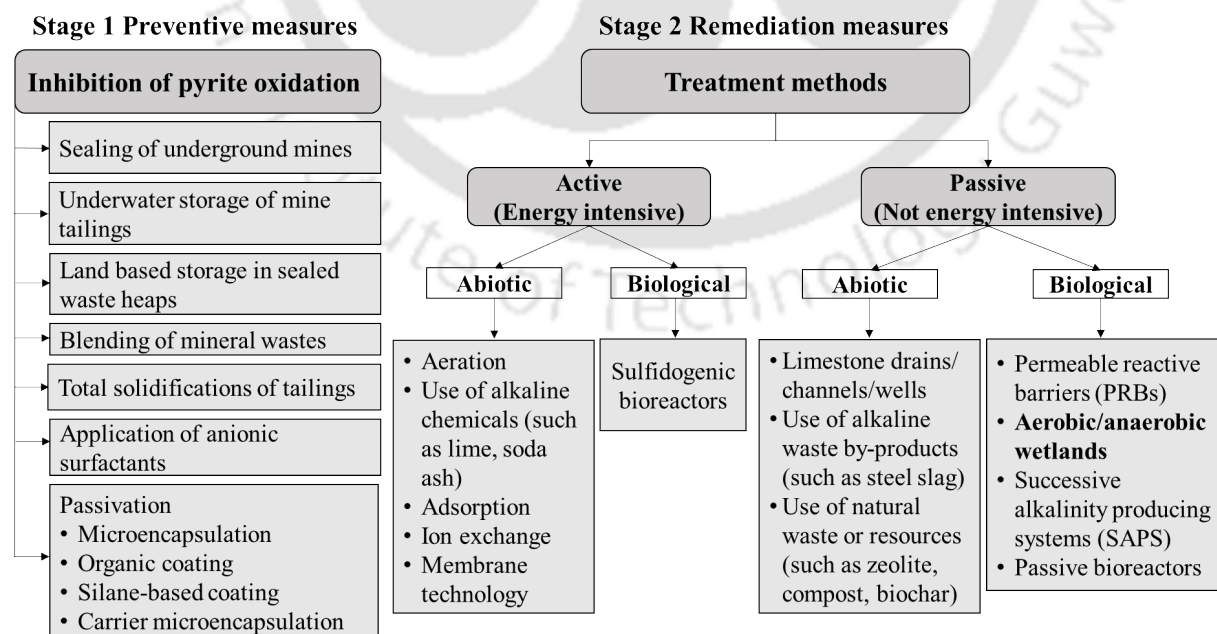 Stage 1 Preventive measures
Inhibition of pyrite oxidation
Sealing of underground mines
Underwater storage of mine
tailings
Land based storage in sealed
waste heaps
Blending of mineral wastes
Total solidifications of tailings
Application of anionic
surfactants
Passivation
• Microencapsulation
• Organic coating
• Silane-based coating
• Carrier microencapsulation
Stage 2 Remediation measures
Treatment methods
Active
(Energy intensive)
Abiotic
• Aeration
• Use of alkaline
chemicals (such
as lime, soda
ash)
• Adsorption
• Ion exchange
• Membrane
technology
Biological
Sulfidogenic
bioreactors
Passive
(Not energy intensive)
Abiotic
• Limestone drains/
channels/wells
• Use of alkaline
waste by-products
(such as steel slag)
• Use of natural
waste or resources
(such as zeolite,
compost, biochar)
Biological
• Permeable reactive
barriers (PRBs)
• Aerobic/anaerobic
wetlands
• Successive
alkalinity producing
systems (SAPS)
• Passive bioreactors
of Technology